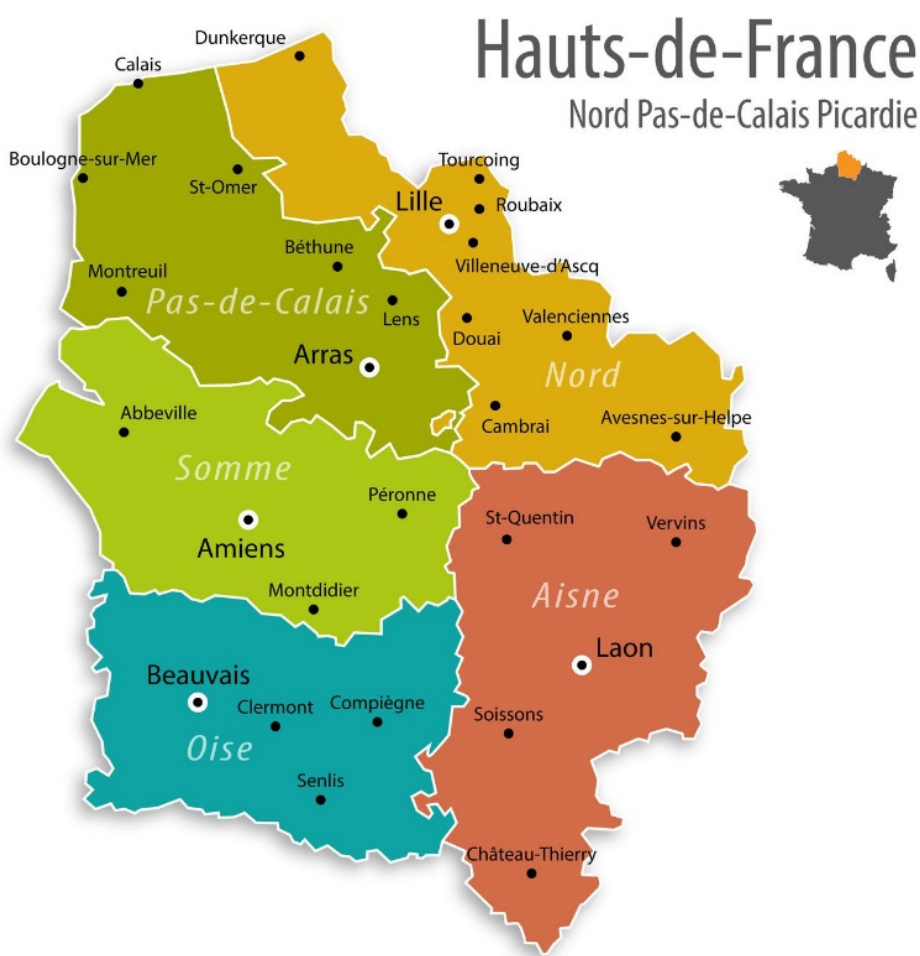 Hauts-de-France
Nord Pas-de-Calais Picardie
Dunkerque
Calais
Boulogne-sur-Mer
St-Omer
Tourcoing
Lille
Roubaix
Villeneuve-d'Ascq
Béthune
Montreuil
Pas-de-Calais
Lens
Douai
Valenciennes
Arras
Nord
Abbeville
Cambrai
Avesnes-sur-Helpe
Somme
Péronne
St-Quentin
Vervins
Amiens
Montdidier
Aisne
Laon
Beauvais
Clermont
Compiègne
Soissons
Oise
Senlis
Château-Thierry